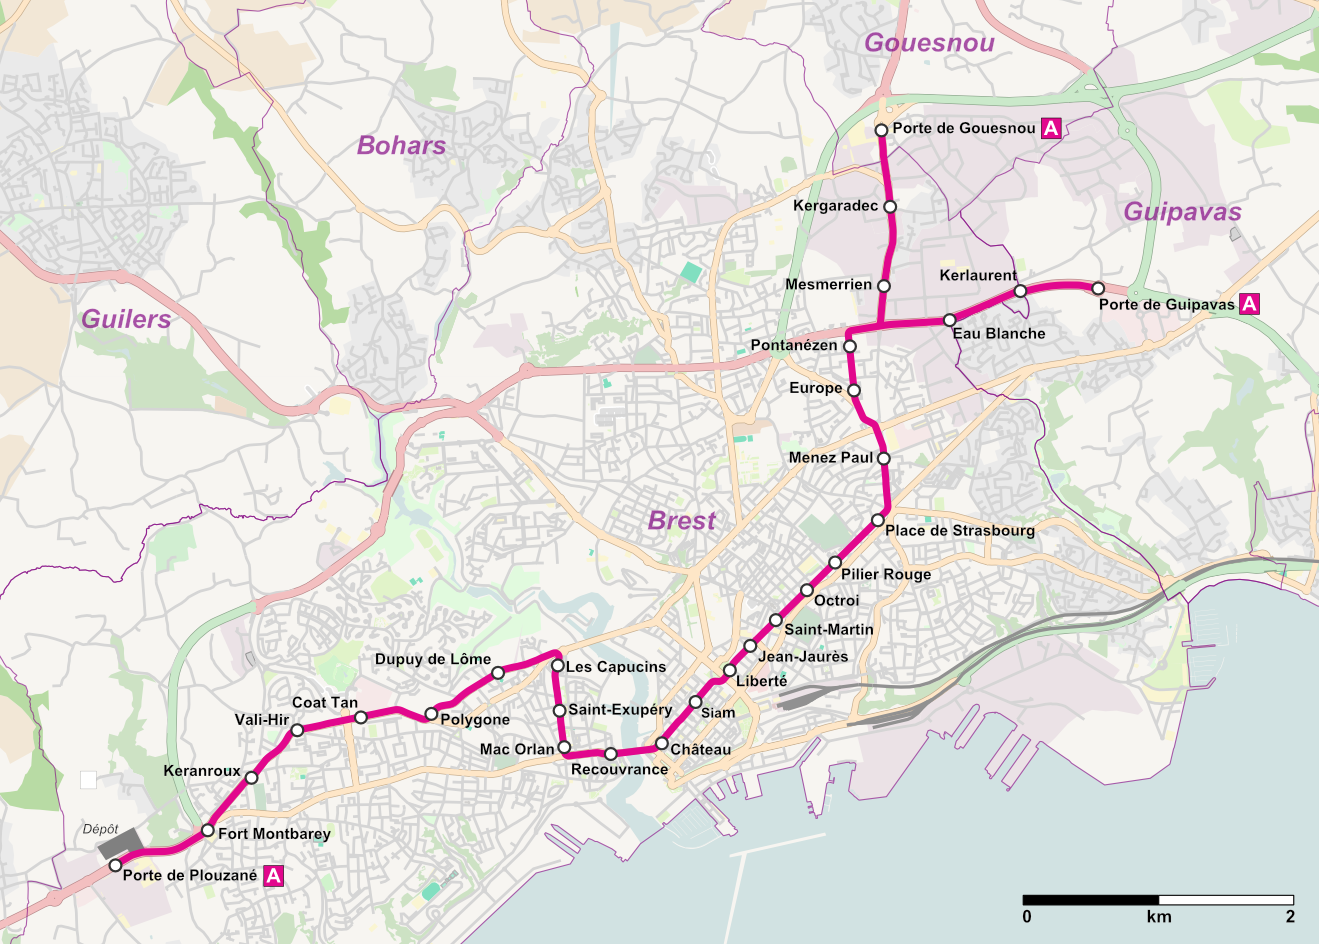 Gouesnou
Porte de Gouesnou A
Bohars
Kergaradec
Guipavas
Kerlaurent
Mesmerrien
Porte de Guipavas A
Guilers
Eau Blanche
Pontanézen
Europe
Menez Paul
Brest
Place de Strasbourg
Pilier Rouge
Octroi
Saint-Martin
Jean-Jaurès
Dupuy de Lôme
Les Capucins
Liberté
Coat Tan
Saint-Exupéry
Siam
Vali-Hir
Polygone
Mac Orlan
Château
Keranroux
Recouvrance
Dépôt
Fort Montbarey
Porte de Plouzané A
0 km 2